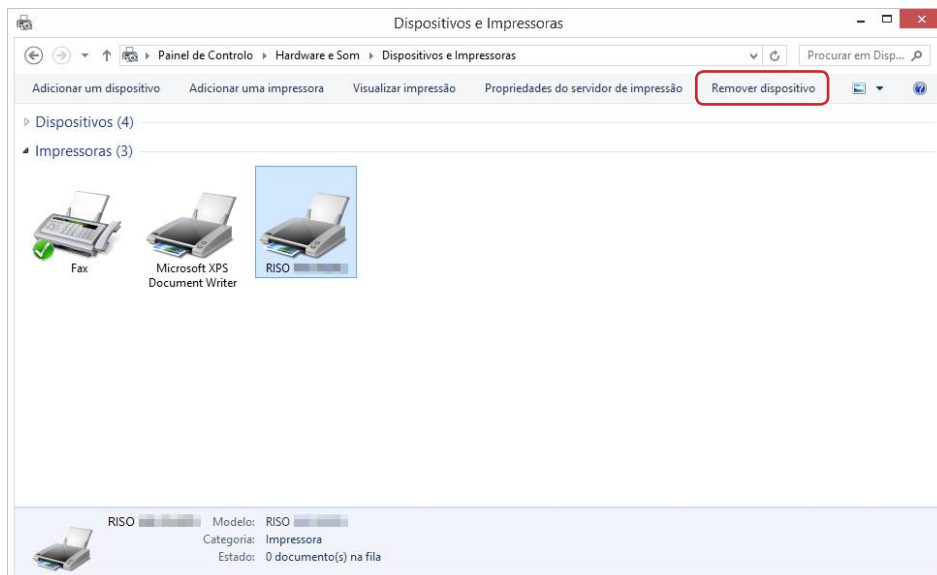 Dispositivos e Impressoras
Painel de Controlo Hardware e Som Dispositivos e Impressoras Procurar em Disp...
Adicionar um dispositivo Adicionar uma impressora Visualizar impressão Propriedades do servidor de impressão Remover dispositivo
Dispositivos (4)
Impressoras (3)
Fax
Microsoft XPS
Document Writer
RISO
RISO Modelo: RISO
Categoria: Impressora
Estado: 0 documento(s) na fila